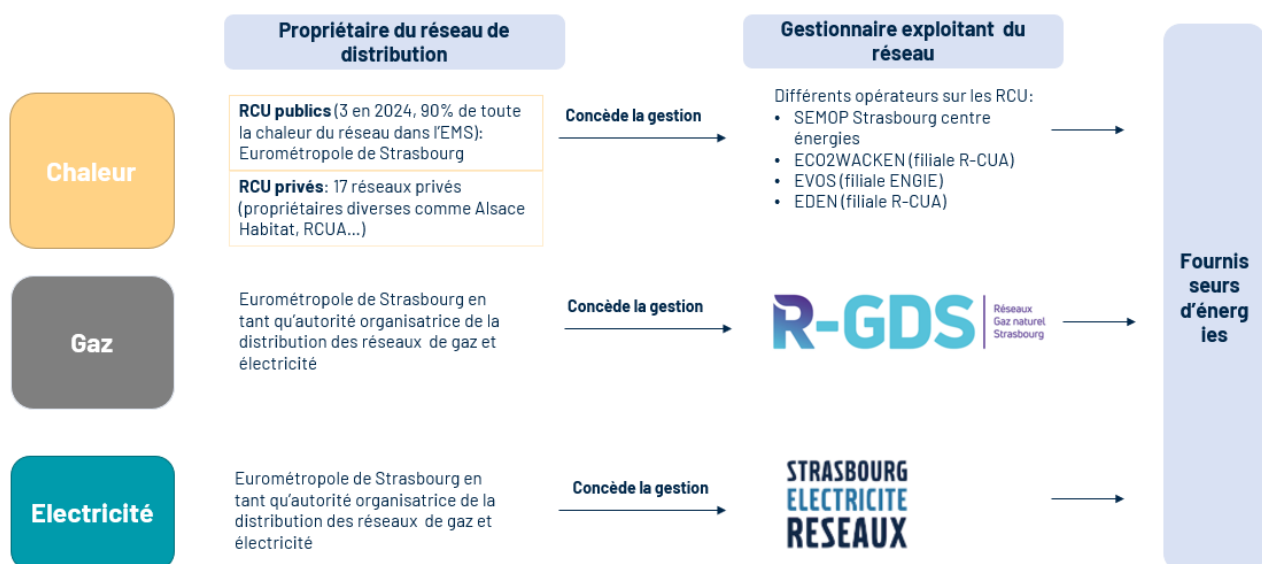 Propriétaire du réseau de
distribution
Gestionnaire exploitant du
réseau
Chaleur
RCU publics (3 en 2024, 90% de toute
la chaleur du réseau dans l'EMS):
Eurométropole de Strasbourg
RCU privés: 17 réseaux privés
(propriétaires diverses comme Alsace
Habitat, RCUA...)
Concède la gestion
Différents opérateurs sur les RCU:
• SEMOP Strasbourg centre
énergies
• ECO2WACKEN (filiale R-CUA)
• EVOS (filiale ENGIE)
• EDEN (filiale R-CUA)
Gaz
Eurométropole de Strasbourg en
tant qu'autorité organisatrice de la
distribution des réseaux de gaz et
électricité
Concède la gestion
R-GDS
Réseaux
Gaz naturel
Strasbourg
Electricité
Eurométropole de Strasbourg en
tant qu'autorité organisatrice de la
distribution des réseaux de gaz et
électricité
Concède la gestion
STRASBOURG
ELECTRICITE
RESEAUX
Fournis
seurs
d'énerg
ies